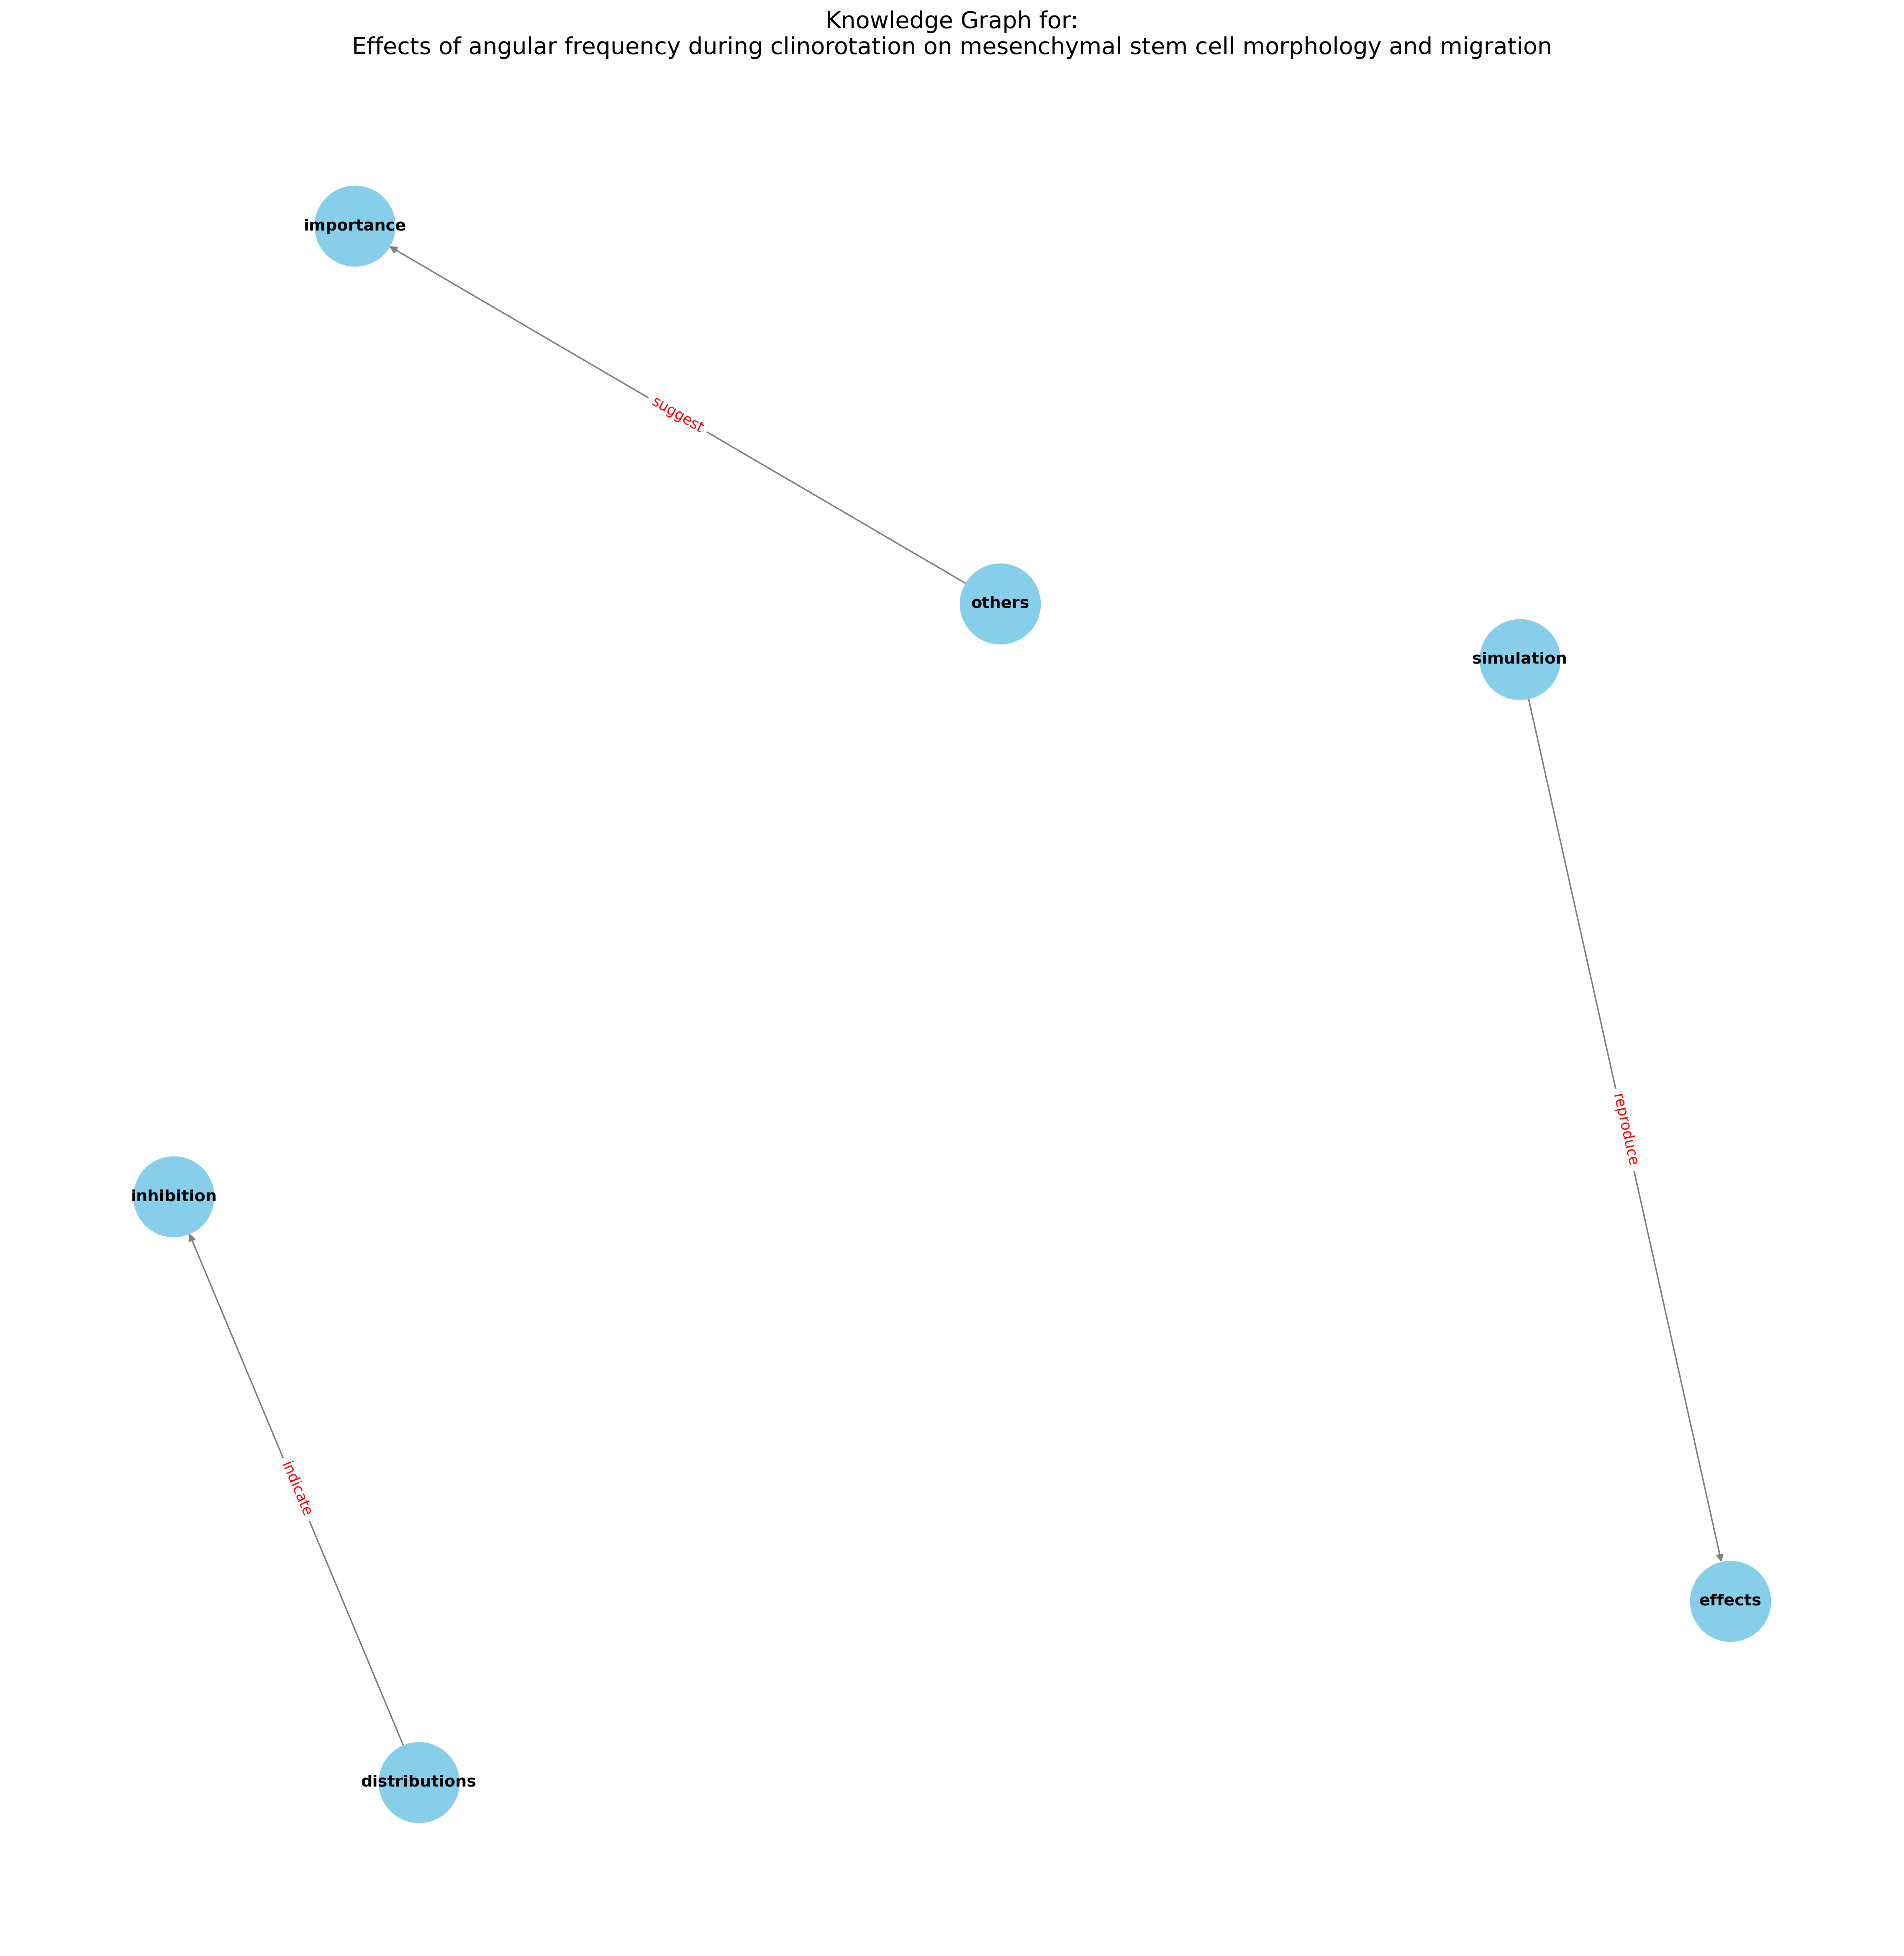 Knowledge Graph for:
Effects of angular frequency during clinorotation on mesenchymal stem cell morphology and migration
importance
suggest
others
simulation
reproduce
inhibition
indicate
effects
distributions